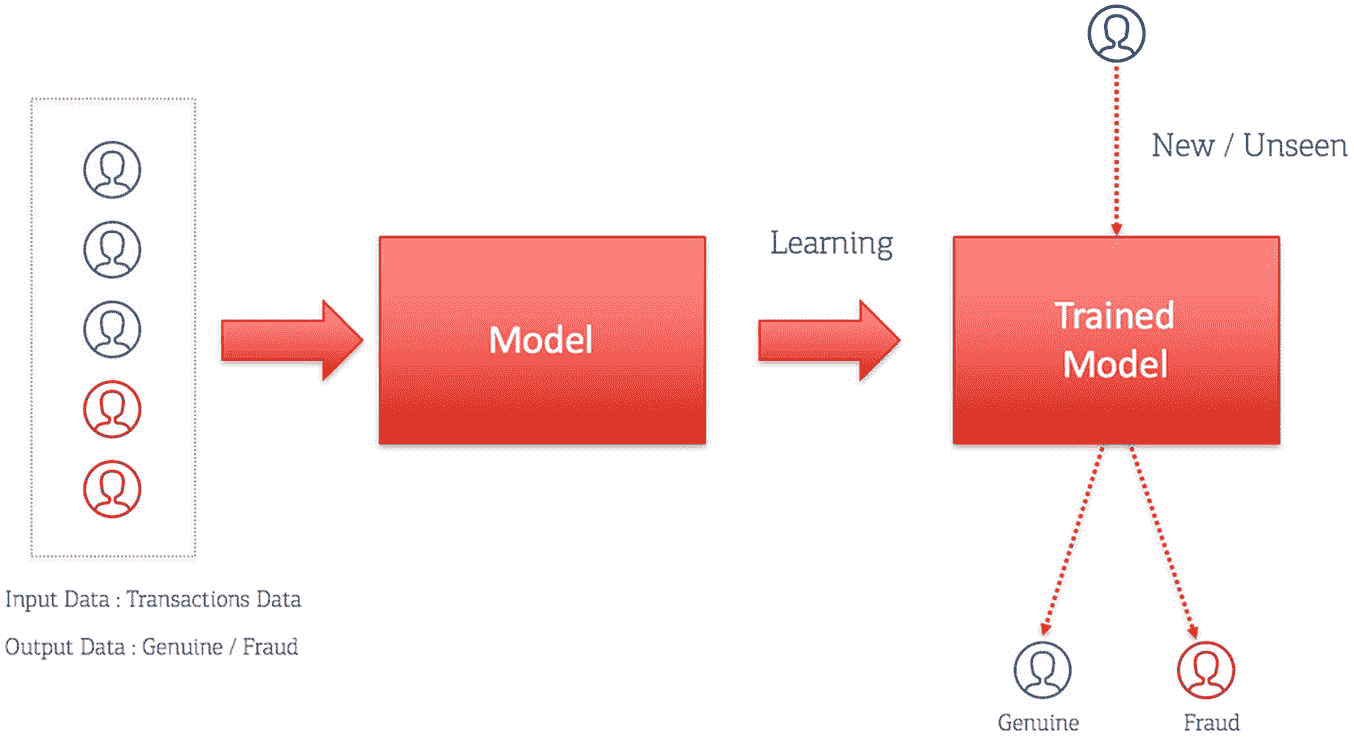 New / Unseen
Learning
Model
Trained
Model
Input Data : Transactions Data
Output Data : Genuine / Fraud
Genuine
Fraud